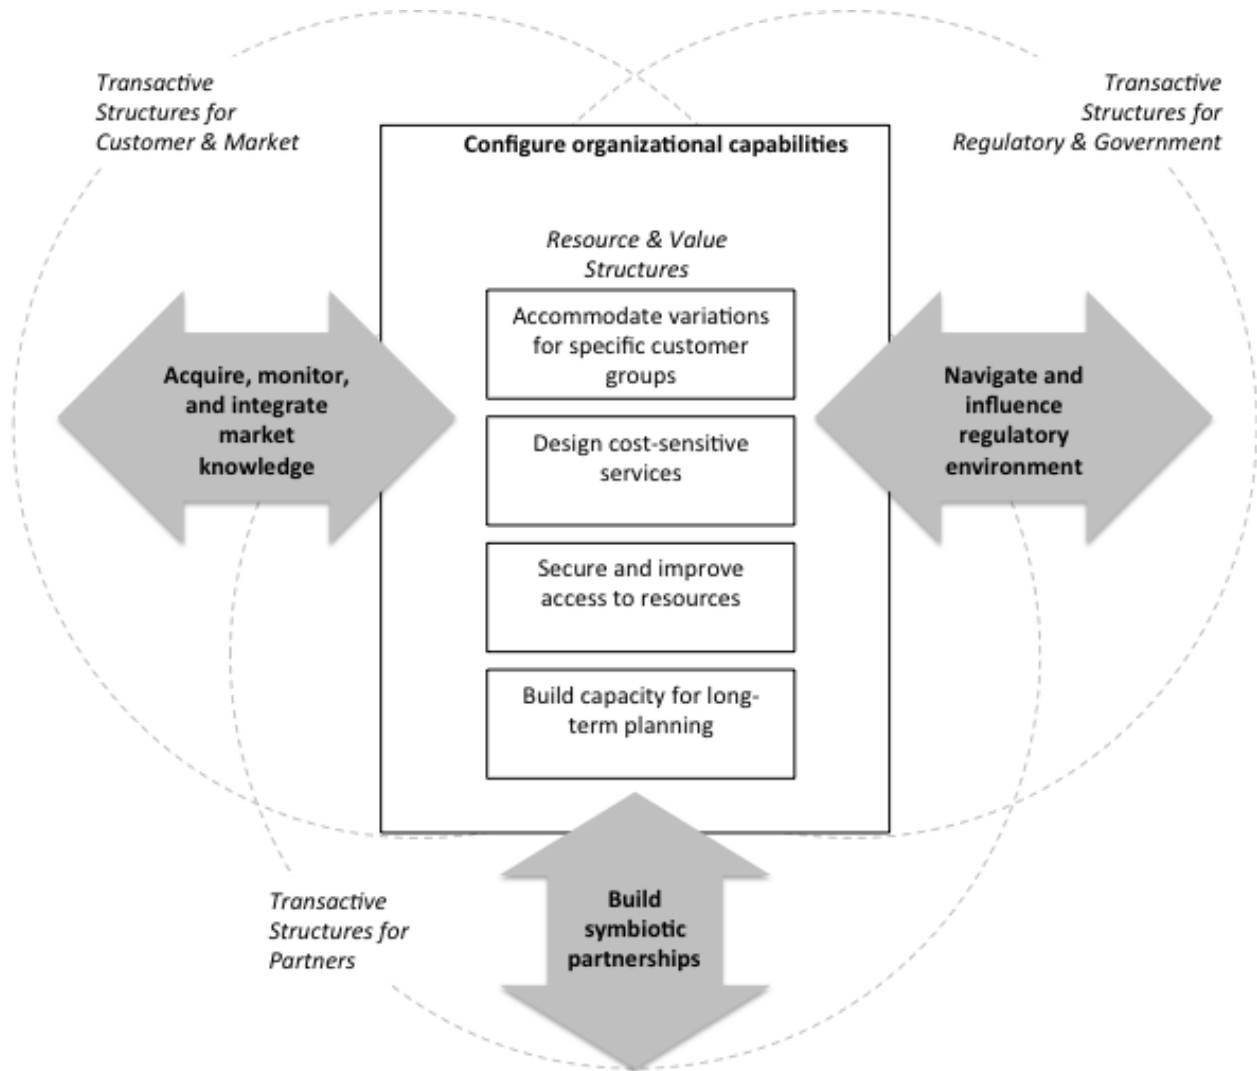 Transactive
Structures for
Customer & Market
Transactive
Structures for
Regulatory & Government
Configure organizational capabilities
Resource & Value
Structures
Accommodate variations
for specific customer
groups
Design cost-sensitive
services
Secure and improve
access to resources
Build capacity for long-
term planning
Acquire, monitor,
and integrate
market
knowledge
Navigate and
influence
regulatory
environment
Transactive
Structures for
Partners
Build
symbiotic
partnerships